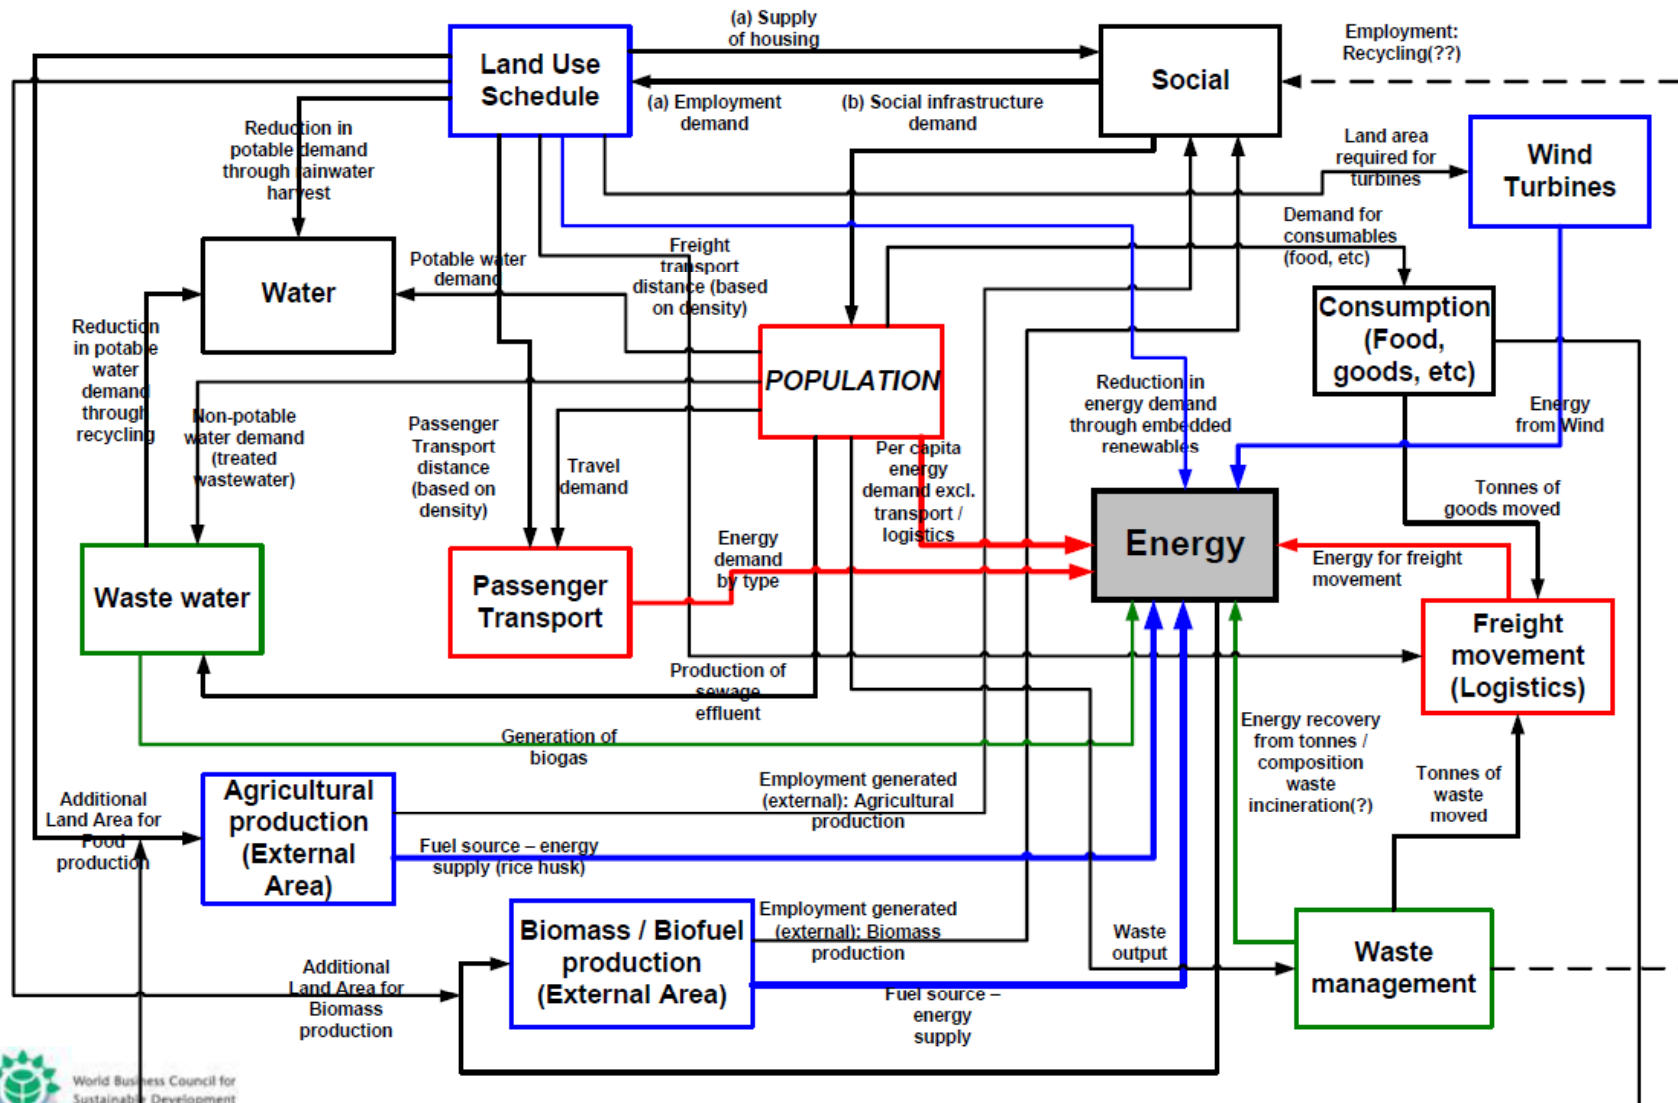 (a) Supply
of housing
Employment:
Recycling(??)
Land Use
Schedule
Social
(a) Employment
demand
(b) Social infrastructure
demand
Reduction in
potable demand
through rainwater
harvest
Land area
required for
turbines
Wind
Turbines
Demand for
consumables
(food, etc)
Potable water
demand
Freight
transport
distance (based
on density)
Water
Consumption
(Food,
goods, etc)
Reduction
in potable
water
demand
through
recycling
POPULATION
Non-potable
water demand
(treated
wastewater)
Passenger
Transport
distance
(based on
density)
Travel
demand
Per capita
energy
demand excl.
transport /
logistics
Reduction in
energy demand
through embedded
renewables
Energy
from Wind
Tonnes of
goods moved
Energy
demand
by type
Energy
Energy for freight
movement
Waste water
Passenger
Transport
Freight
movement
(Logistics)
Production of
sewage
effluent
Generation of
biogas
Energy recovery
from tonnes /
composition
waste
incineration(?)
Tonnes of
waste
moved
Additional
Land Area for
Food
production
Agricultural
production
(External
Area)
Employment generated
(external): Agricultural
production
Fuel source – energy
supply (rice husk)
Biomass / Biofuel
production
(External Area)
Employment generated
(external): Biomass
production
Waste
output
Waste
management
Additional
Land Area for
Biomass
production
Fuel source –
energy
supply
World Business Council for
Sustainable Development